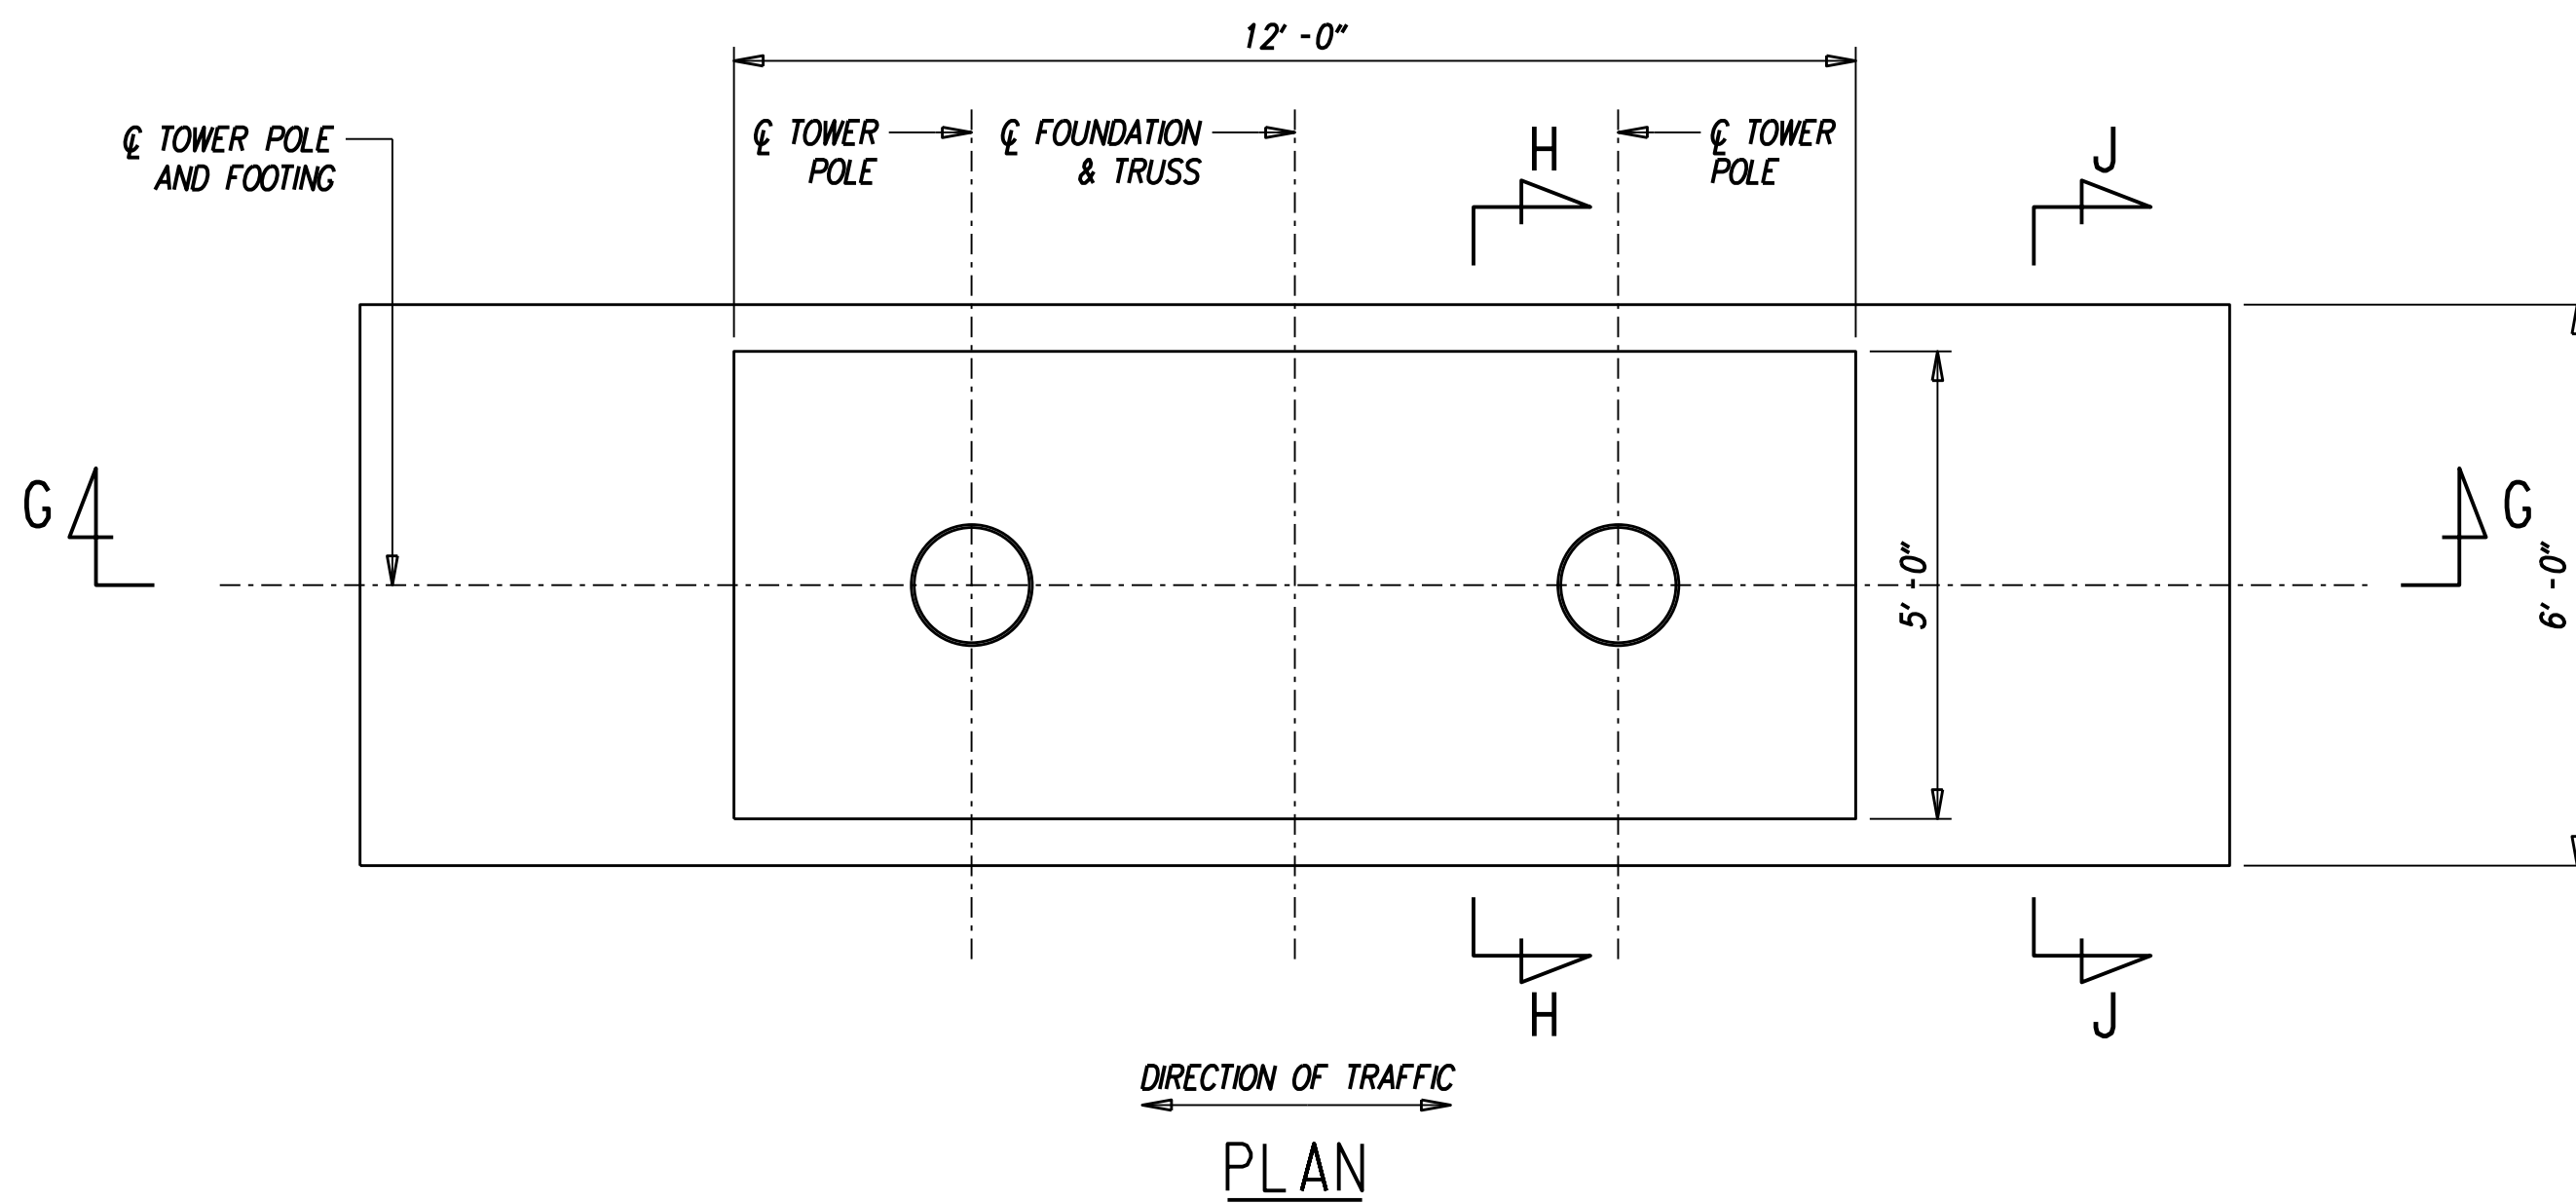 12'-0"
℄ TOWER POLE
AND FOOTING
℄ TOWER
POLE
℄ FOUNDATION
& TRUSS
℄ TOWER
POLE
H
J
G
G
5'-0"
6'-0"
H
J
DIRECTION OF TRAFFIC
PLAN